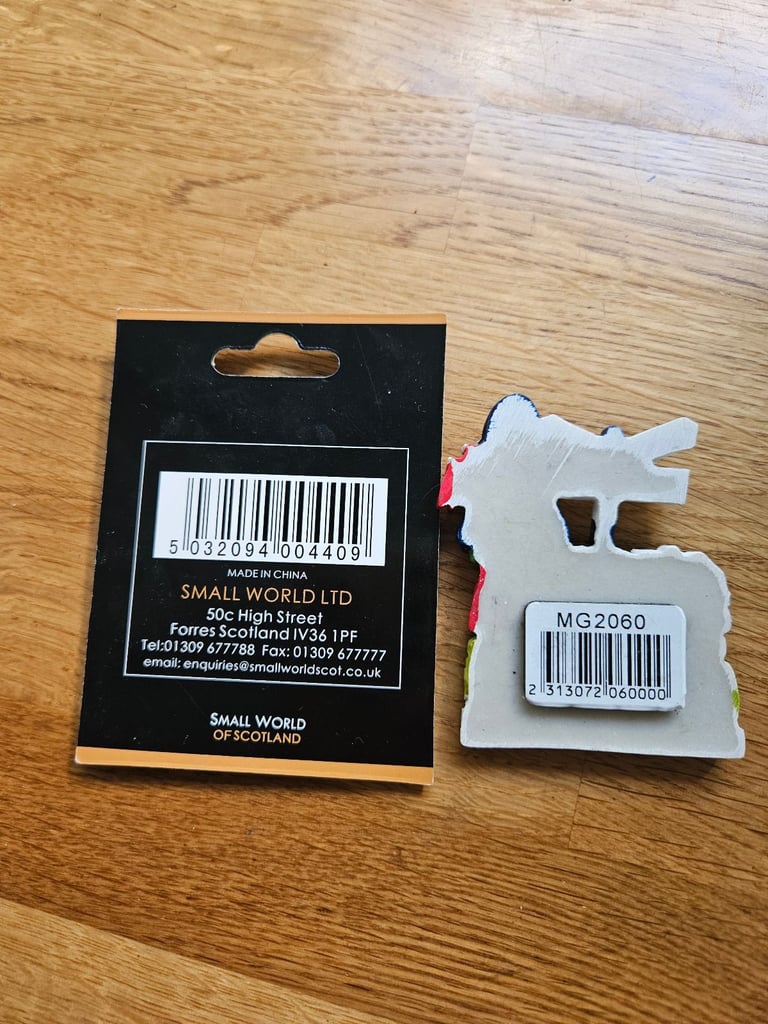 5 032094 004409
MADE IN CHINA
SMALL WORLD LTD
50c High Street
Forres Scotland IV36 1PF
Tel:01309 677788 Fax: 01309 677777
email: enquiries@smallworldscot.co.uk
SMALL WORLD
OF SCOTLAND
MG2060
2 313072 060000